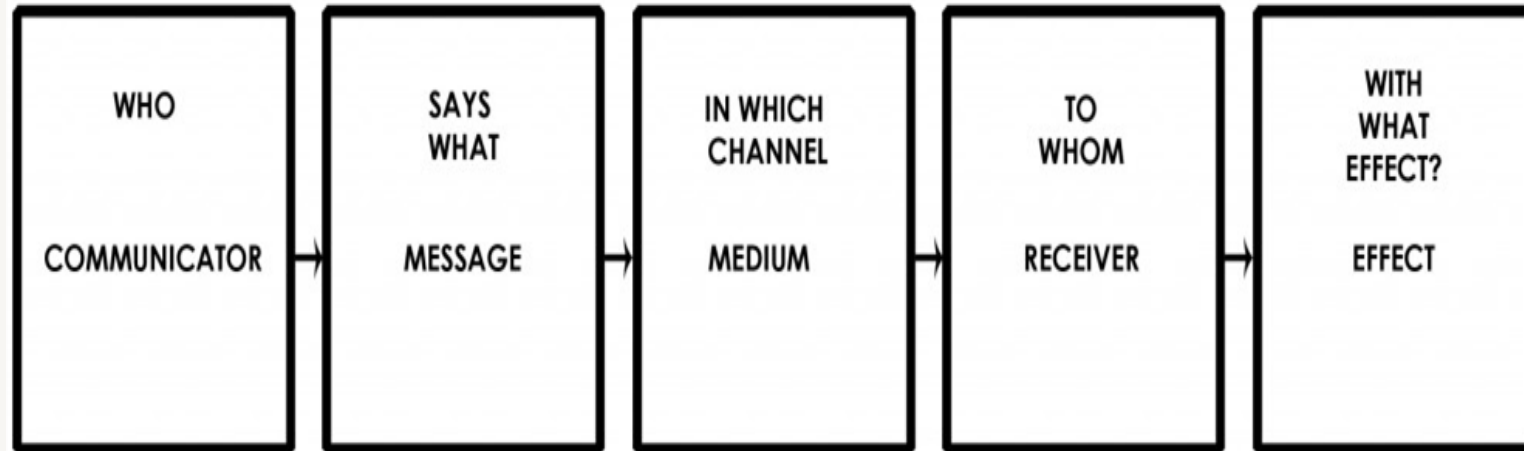 WHO
COMMUNICATOR
SAYS
WHAT
MESSAGE
IN WHICH
CHANNEL
MEDIUM
TO
WHOM
RECEIVER
WITH
WHAT
EFFECT?
EFFECT